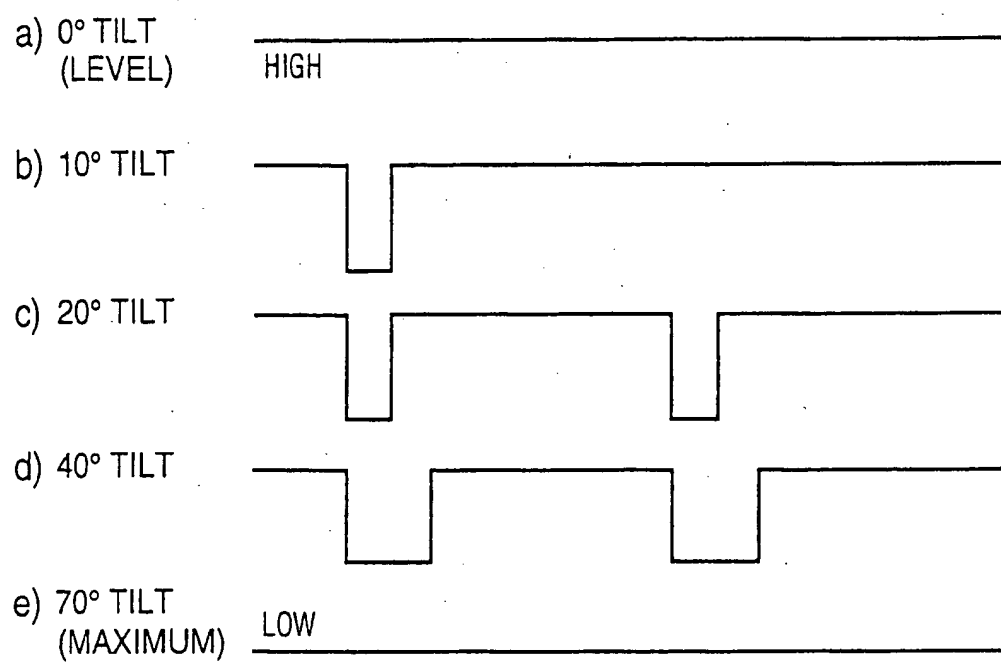 a) 0° TILT
(LEVEL)
HIGH
b) 10° TILT
c) 20° TILT
d) 40° TILT
e) 70° TILT
(MAXIMUM)
LOW